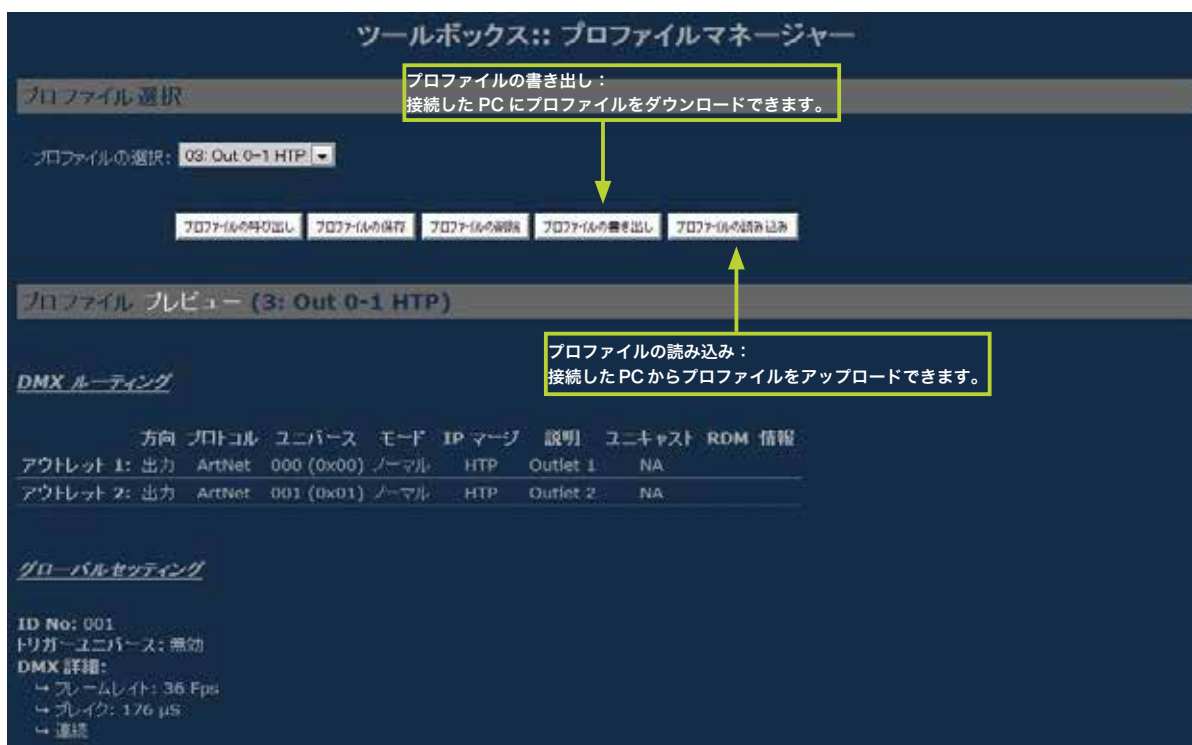 ツールボックス:: プロファイルマネージャー
プロファイルの書き出し：
接続した PC にプロファイルをダウンロードできます。
プロファイル 選択
プロファイルの選択: 03: Out 0-1 HTP
プロファイルの呼び出し プロファイルの保存 プロファイルの削除 プロファイルの書き出し プロファイルの読み込み
プロファイル プレビュー (3: Out 0-1 HTP)
プロファイルの読み込み：
接続した PC からプロファイルをアップロードできます。
DMX ルーティング
方向 プロトコル ユニバース モード IP マージ 説明 ユニキャスト RDM 情報
アウトレット 1: 出力 ArtNet 000 (0x00) ノーマル HTP Outlet 1 NA
アウトレット 2: 出力 ArtNet 001 (0x01) ノーマル HTP Outlet 2 NA
グローバルセッティング
ID No: 001
トリガーユニバース: 無効
DMX 詳細:
↪ フレームレイト: 36 Fps
↪ ブレイク: 176 µS
↪ 連続